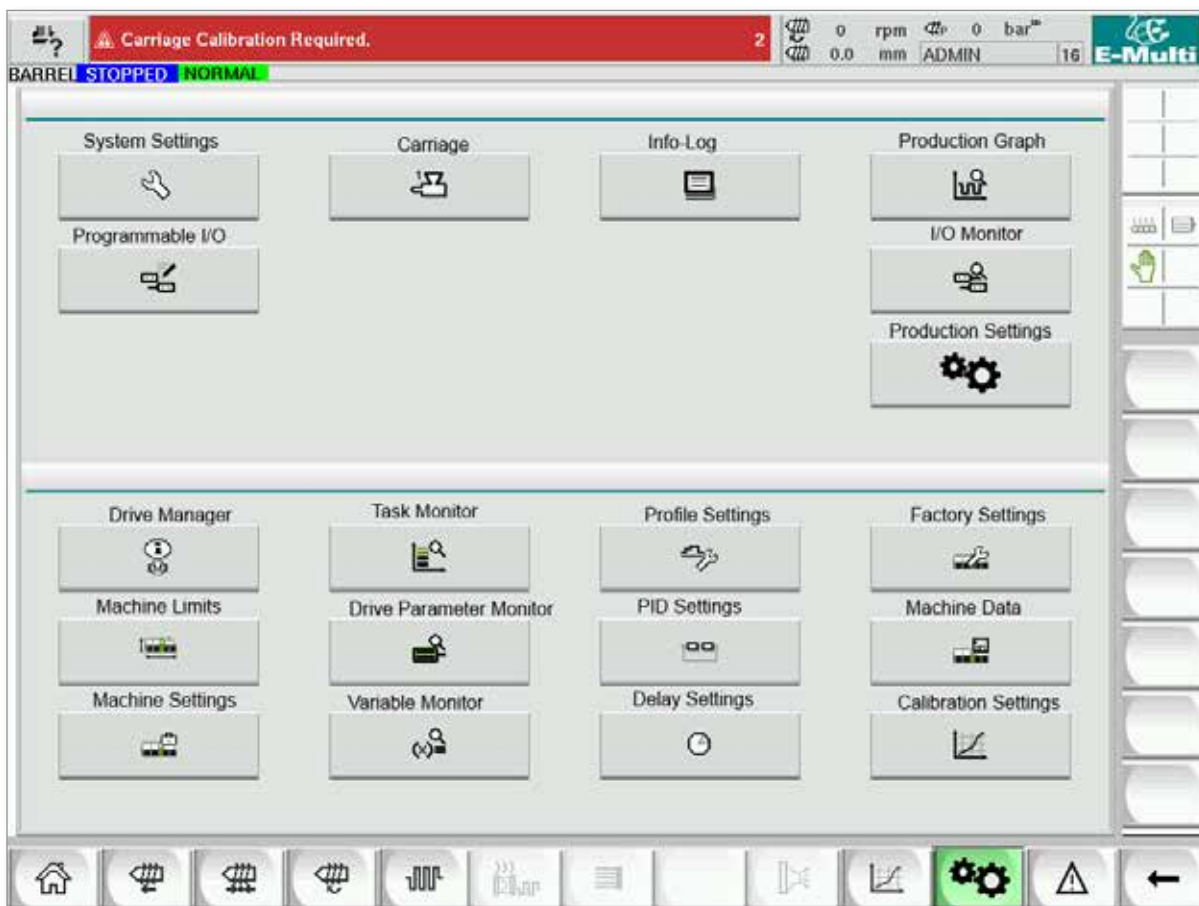 Carriage Calibration Required. 2
0 rpm 0 bar
0.0 mm ADMIN 16
E-Multi
BARREL STOPPED NORMAL
System Settings Carriage Info-Log Production Graph
Programmable I/O I/O Monitor
Production Settings
Drive Manager Task Monitor Profile Settings Factory Settings
Machine Limits Drive Parameter Monitor PID Settings Machine Data
Machine Settings Variable Monitor Delay Settings Calibration Settings